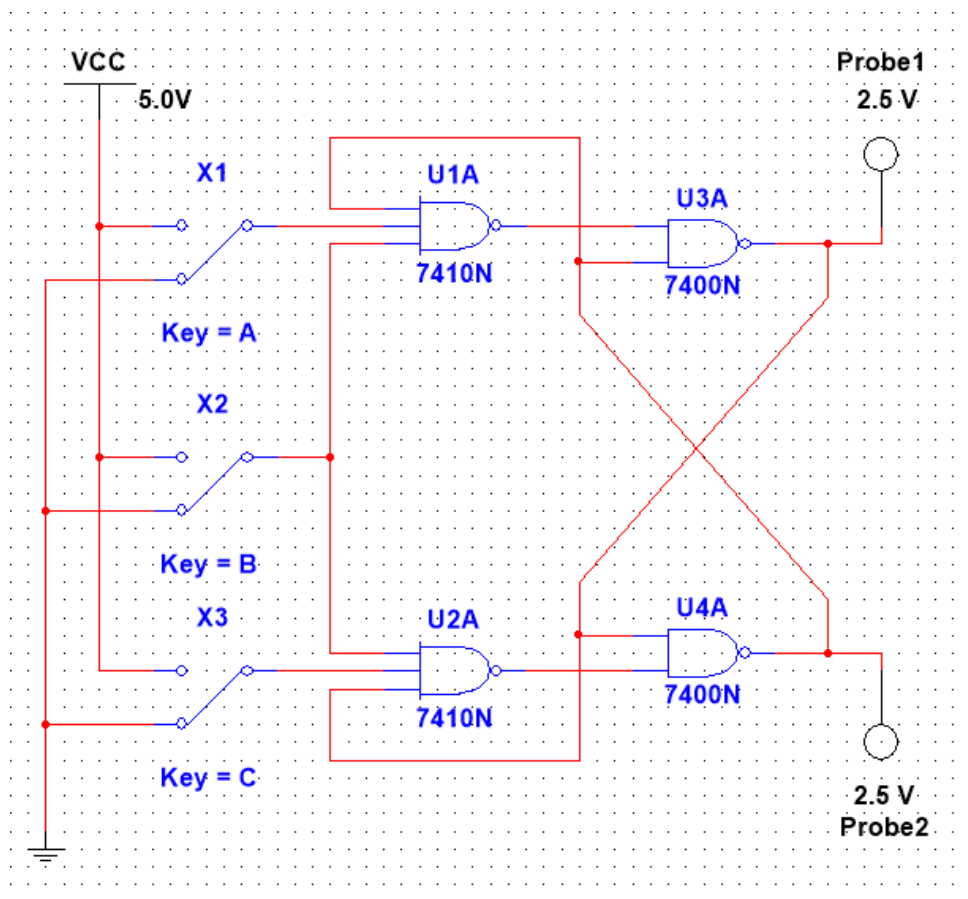 VCC
5.0V
Probe1
2.5 V
X1
U1A
U3A
7410N
7400N
Key = A
X2
Key = B
X3
U2A
U4A
7410N
7400N
Key = C
2.5 V
Probe2